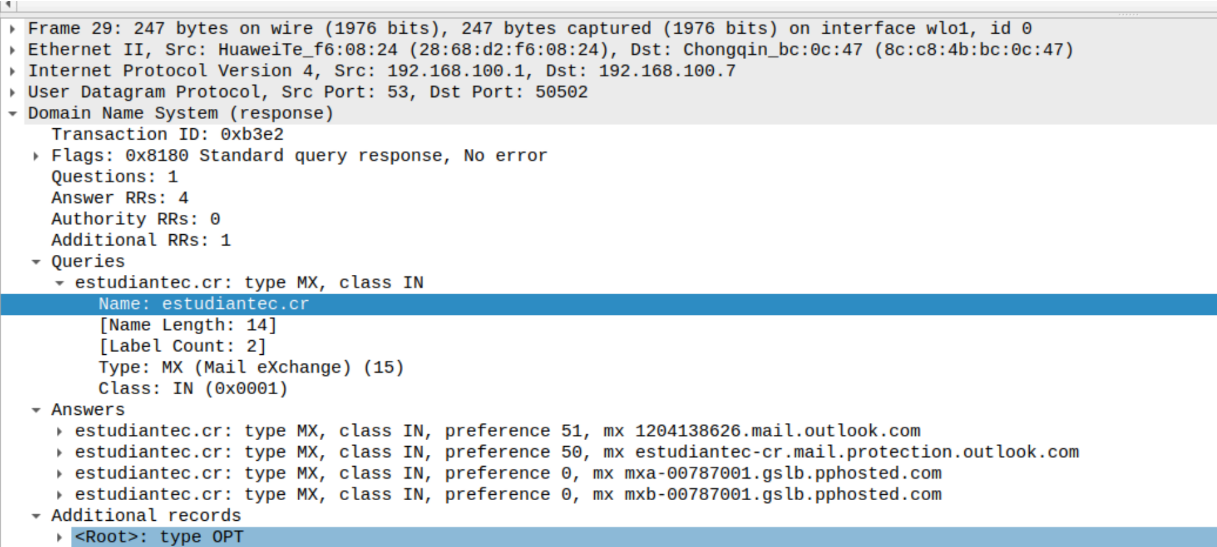 Frame 29: 247 bytes on wire (1976 bits), 247 bytes captured (1976 bits) on interface wlo1, id 0
Ethernet II, Src: HuaweiTe_f6:08:24 (28:68:d2:f6:08:24), Dst: Chongqin_bc:0c:47 (8c:c8:4b:bc:0c:47)
Internet Protocol Version 4, Src: 192.168.100.1, Dst: 192.168.100.7
User Datagram Protocol, Src Port: 53, Dst Port: 50502
Domain Name System (response)
Transaction ID: 0xb3e2
Flags: 0x8180 Standard query response, No error
Questions: 1
Answer RRs: 4
Authority RRs: 0
Additional RRs: 1
Queries
estudiantec.cr: type MX, class IN
Name: estudiantec.cr
[Name Length: 14]
[Label Count: 2]
Type: MX (Mail eXchange) (15)
Class: IN (0x0001)
Answers
estudiantec.cr: type MX, class IN, preference 51, mx 1204138626.mail.outlook.com
estudiantec.cr: type MX, class IN, preference 50, mx estudiantec-cr.mail.protection.outlook.com
estudiantec.cr: type MX, class IN, preference 0, mx mxa-00787001.gslb.pphosted.com
estudiantec.cr: type MX, class IN, preference 0, mx mxb-00787001.gslb.pphosted.com
Additional records
<Root>: type OPT